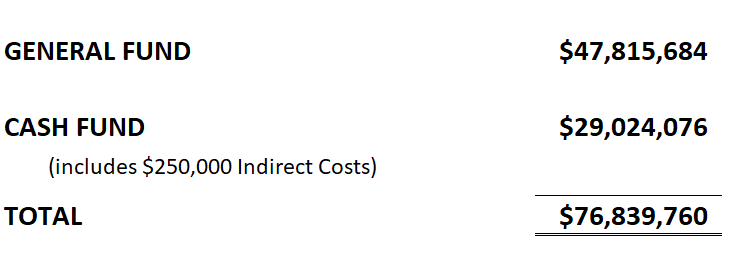 GENERAL FUND $47,815,684
CASH FUND $29,024,076
(includes $250,000 Indirect Costs)
TOTAL $76,839,760